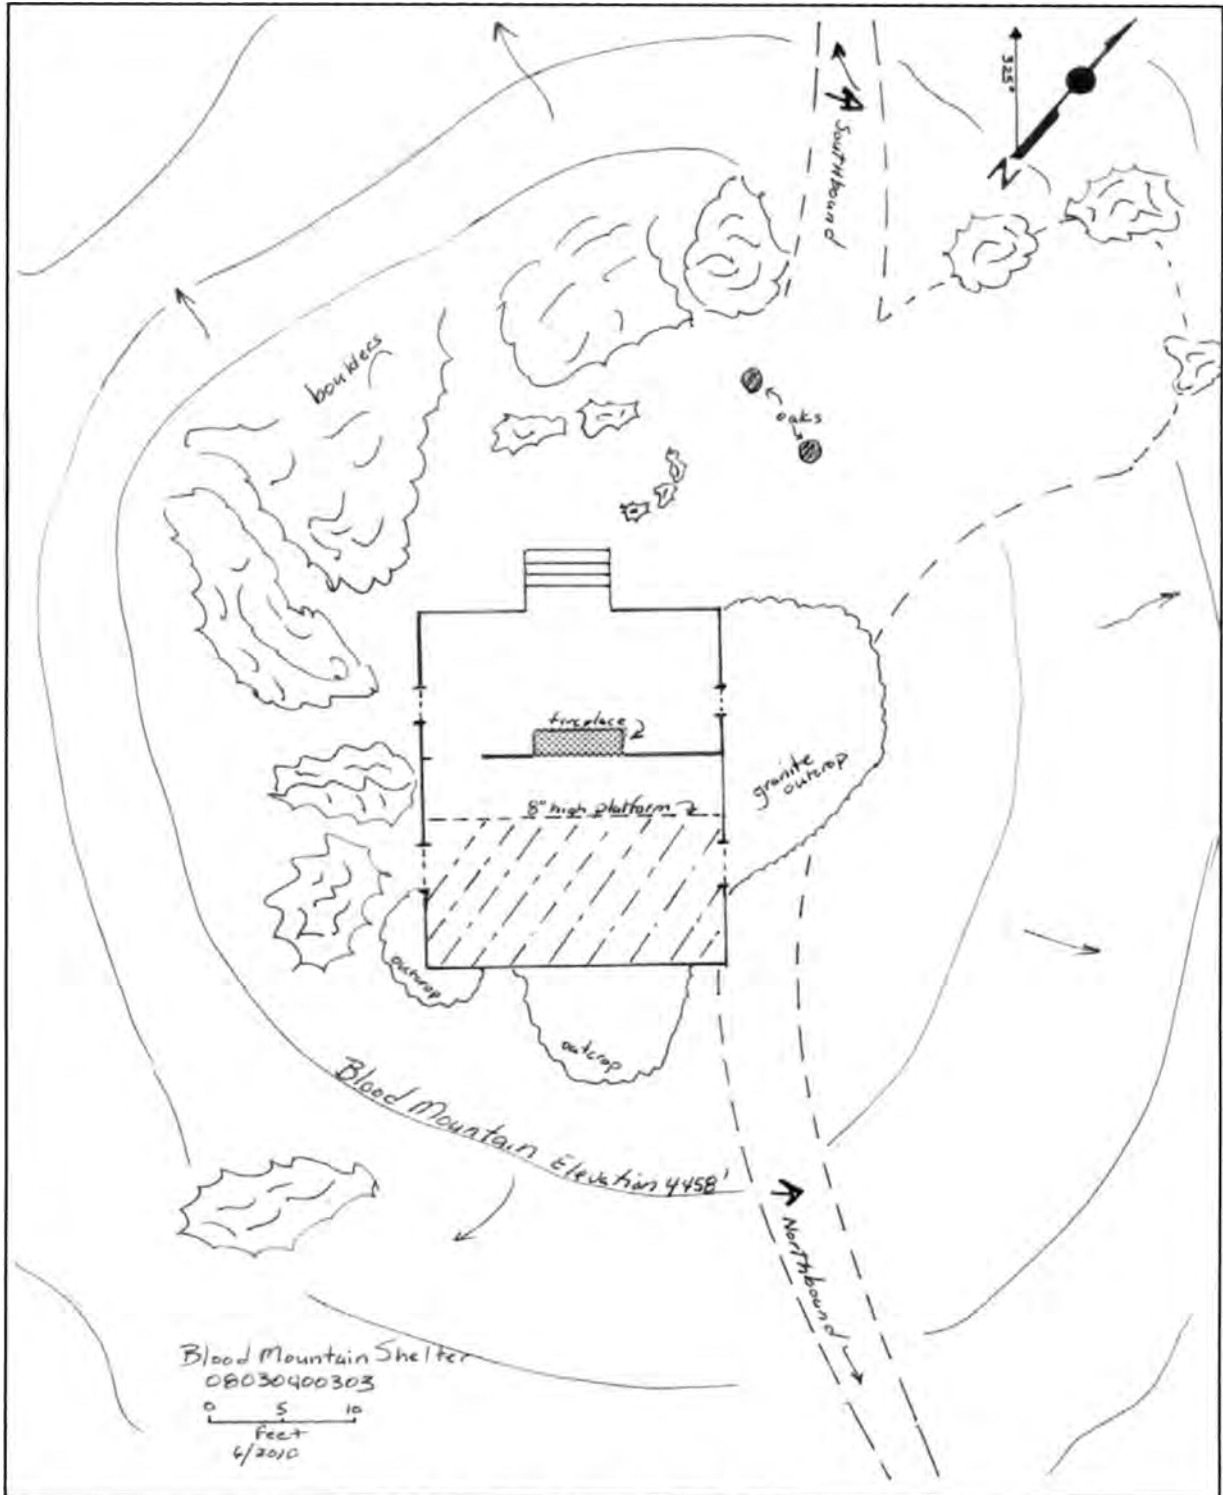 325°
N
A
Southbound
boulders
oaks
fireplace
granite
outcrop
8" high platform
outcrop
outcrop
Blood Mountain Elevation 4458'
A
Northbound
Blood Mountain Shelter
08030400303
0 5 10
Feet
6/2010